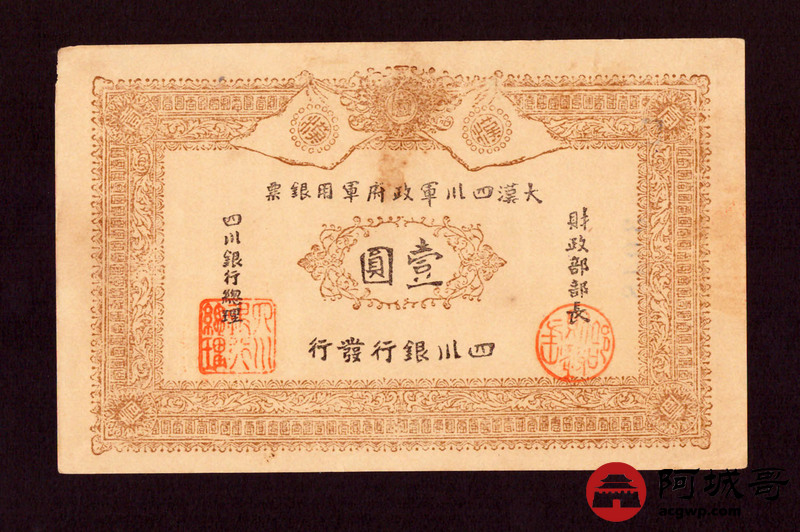 大漢四川軍政府軍用銀票
財政部部長
壹圓
四川銀行總理
四川銀行發行
阿城哥
acgwp.com